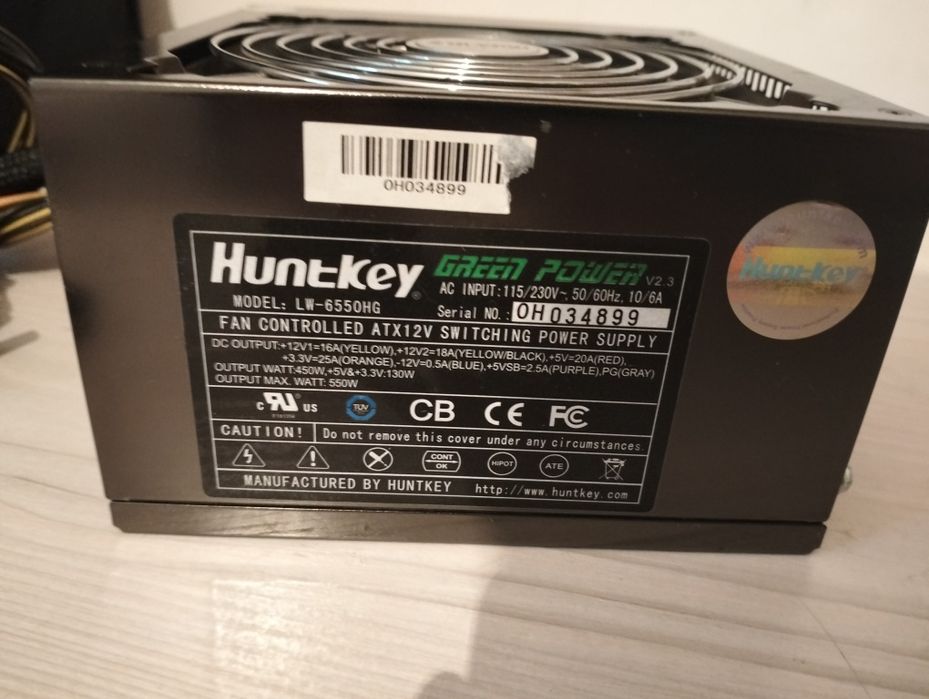 0H034899
Huntkey® GREEN POWER V2.3
AC INPUT:115/230V~, 50/60Hz, 10/6A
MODEL: LW-6550HG
Serial NO.: 0H034899
FAN CONTROLLED ATX12V SWITCHING POWER SUPPLY
DC OUTPUT:+12V1=16A(YELLOW),+12V2=18A(YELLOW/BLACK),+5V=20A(RED),
+3.3V=25A(ORANGE),-12V=0.5A(BLUE),+5VSB=2.5A(PURPLE),PG(GRAY)
OUTPUT WATT:450W,+5V&+3.3V:130W
OUTPUT MAX. WATT: 550W
c RU US
TÜV
CB CE FC
CAUTION! Do not remove this cover under any circumstances.
CONT OK
HIPOT
ATE
MANUFACTURED BY HUNTKEY http://www.huntkey.com
Huntkey